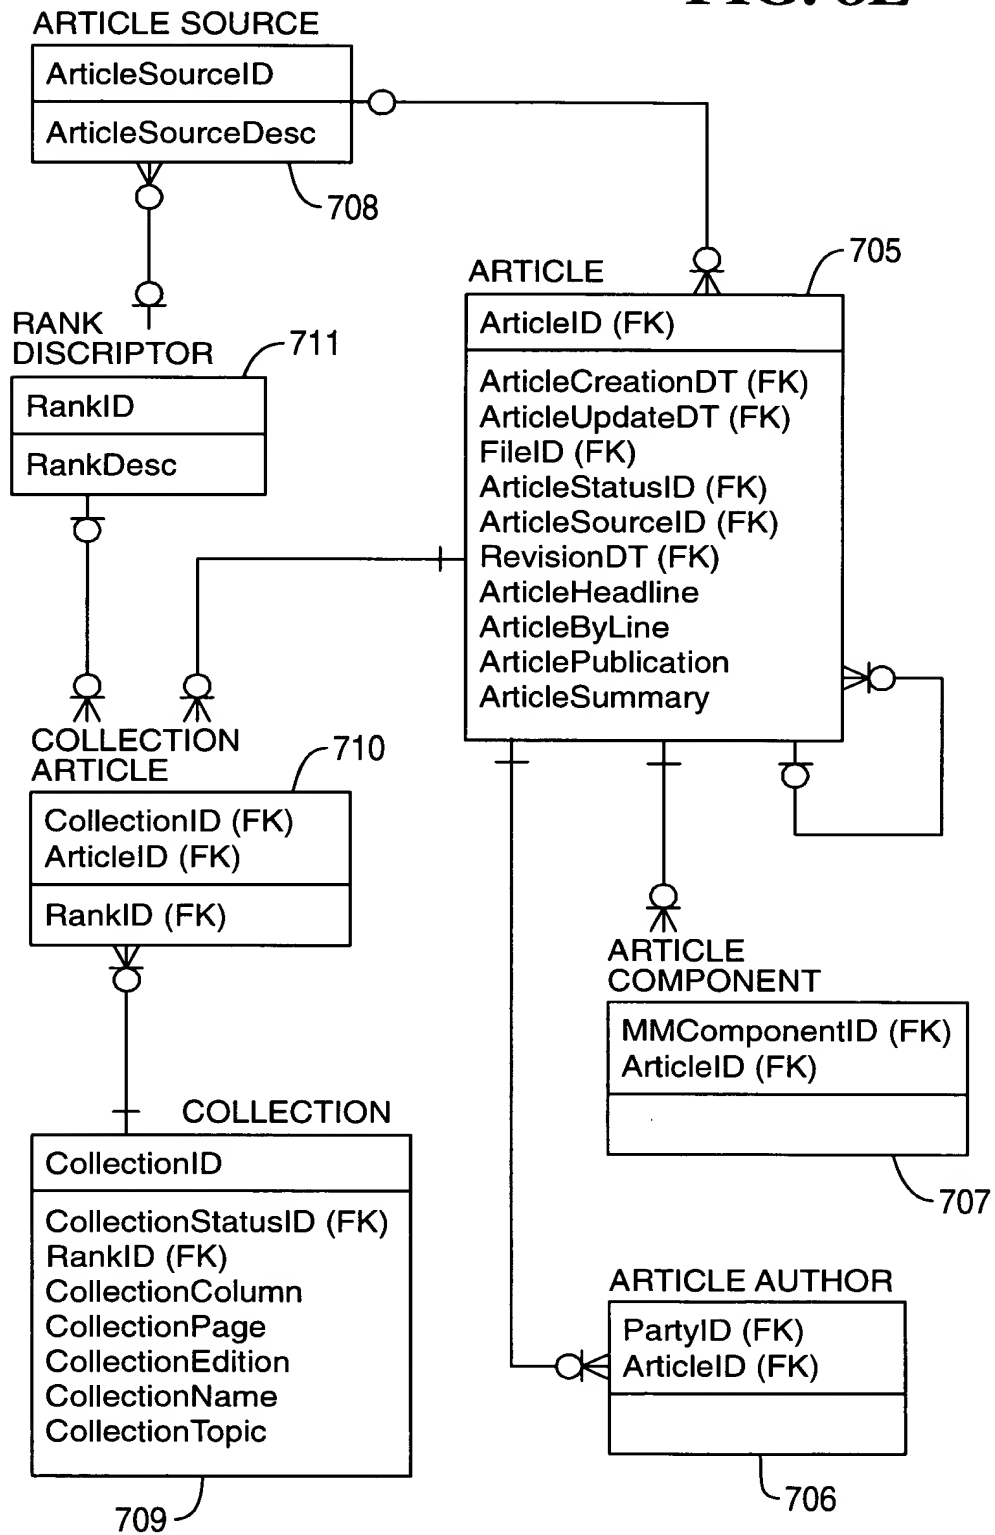 ARTICLE SOURCE
ArticleSourceID
ArticleSourceDesc
708
705
ARTICLE
ArticleID (FK)
ArticleCreationDT (FK)
ArticleUpdateDT (FK)
FileID (FK)
ArticleStatusID (FK)
ArticleSourceID (FK)
RevisionDT (FK)
ArticleHeadline
ArticleByLine
ArticlePublication
ArticleSummary
RANK
DISCRIPTOR
711
RankID
RankDesc
COLLECTION
ARTICLE
710
CollectionID (FK)
ArticleID (FK)
RankID (FK)
ARTICLE
COMPONENT
MMComponentID (FK)
ArticleID (FK)
707
COLLECTION
CollectionID
CollectionStatusID (FK)
RankID (FK)
CollectionColumn
CollectionPage
CollectionEdition
CollectionName
CollectionTopic
709
ARTICLE AUTHOR
PartyID (FK)
ArticleID (FK)
706